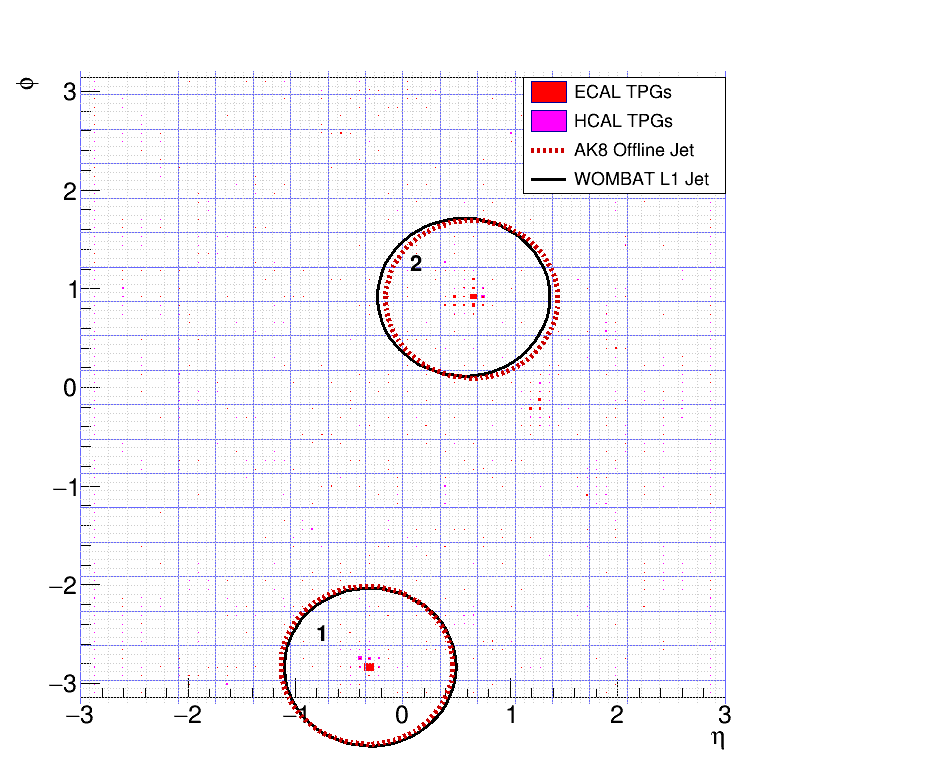 ϕ
3
2
1
0
−1
−2
−3
ECAL TPGs
HCAL TPGs
AK8 Offline Jet
WOMBAT L1 Jet
2
1
−3 −2 −1 0 1 2 3
η